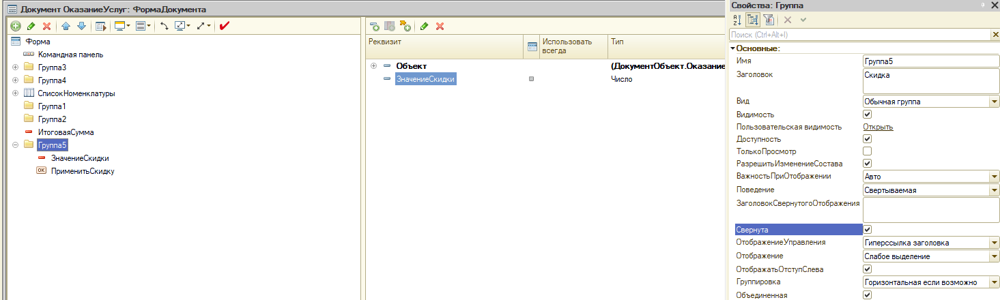 Документ ОказаниеУслуг: ФормаДокумента
Форма
Командная панель
Группа3
Группа4
СписокНоменклатуры
Группа1
Группа2
ИтоговаяСумма
Группа5
ЗначениеСкидки
OK ПрименитьСкидку
Реквизит Использовать всегда Тип
Объект (ДокументОбъект.Оказание
ЗначениеСкидки Число
Свойства: Группа
Поиск (Ctrl+Alt+I)
Основные:
Имя Группа5
Заголовок Скидка
Вид Обычная группа
Видимость
Пользовательская видимость Открыть
Доступность
ТолькоПросмотр
РазрешитьИзменениеСостава
ВажностьПриОтображении Авто
Поведение Свертываемая
ЗаголовокСвернутогоОтображения
Свернута
ОтображениеУправления Гиперссылка заголовка
Отображение Слабое выделение
ОтображатьОтступСлева
Группировка Горизонтальная если возможно
Объединенная